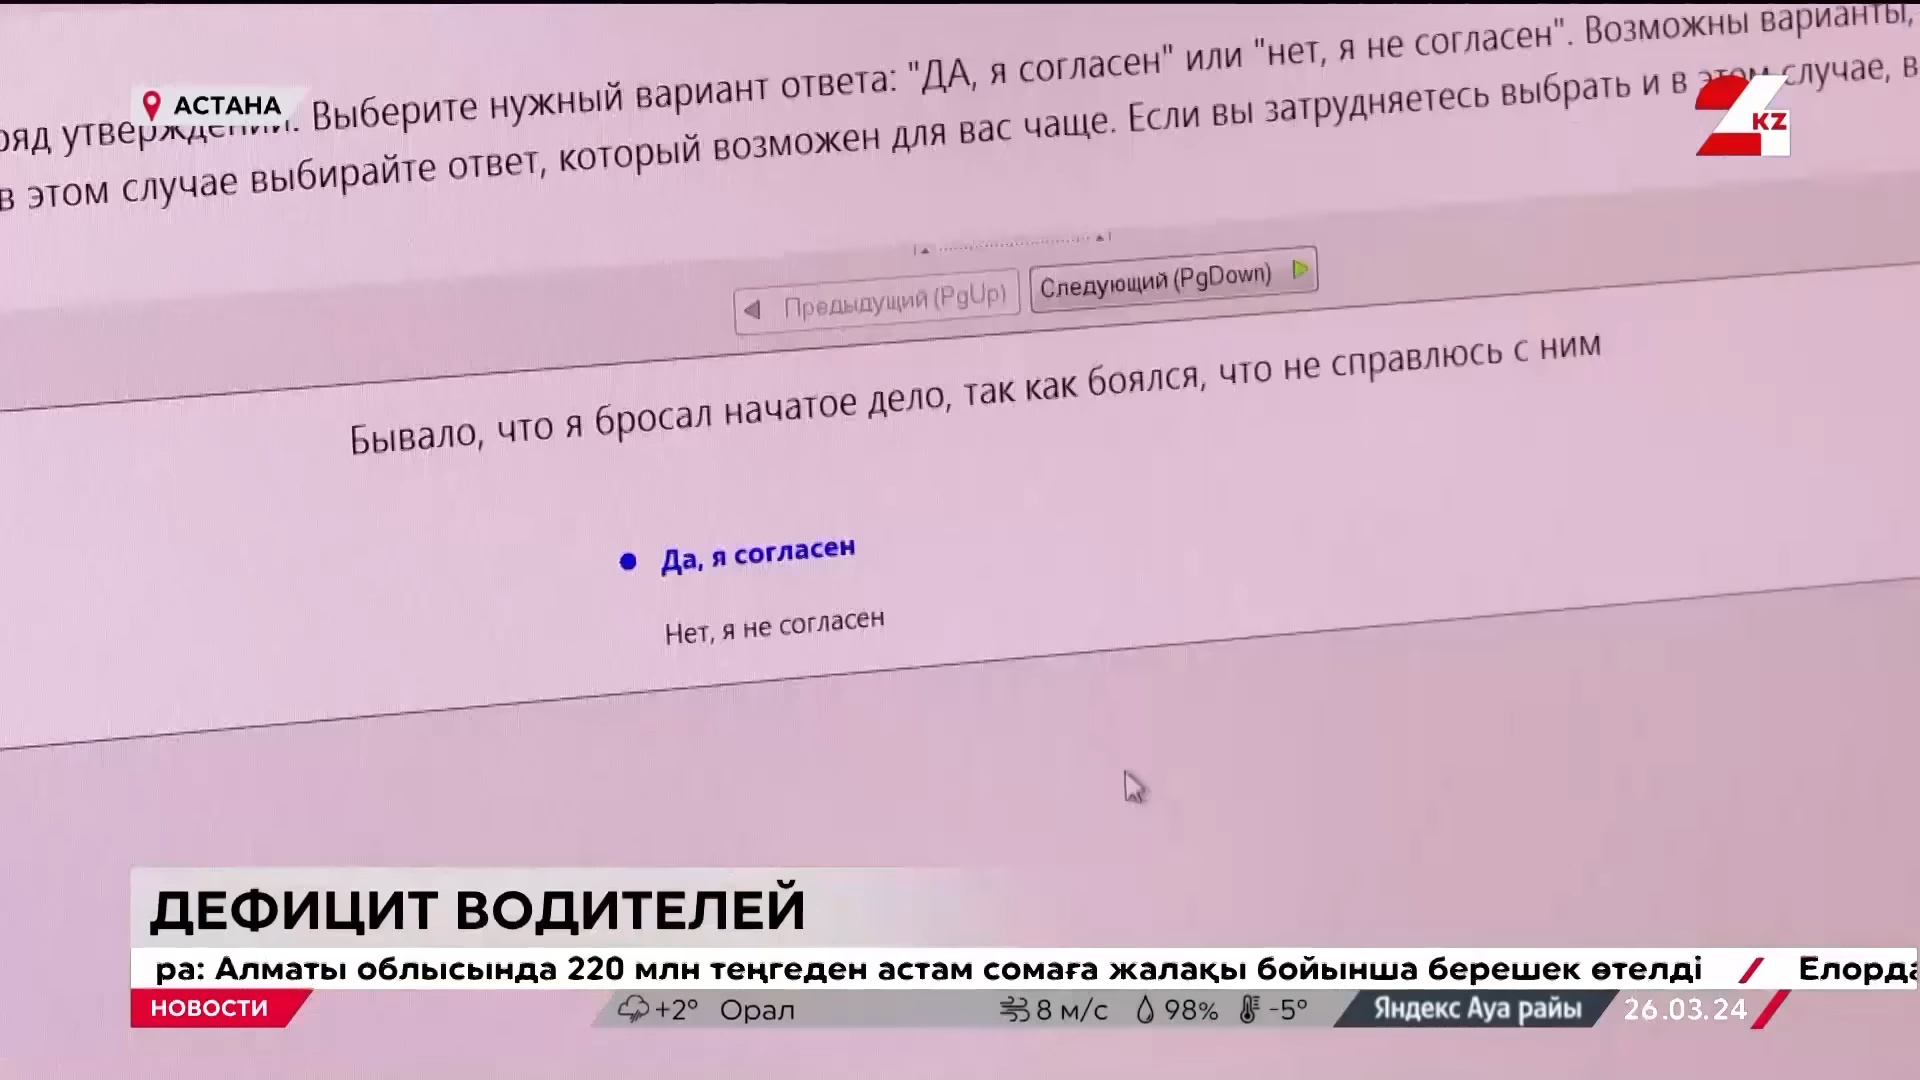 АСТАНА
ряд утверждений. Выберите нужный вариант ответа: "ДА, я согласен" или "нет, я не согласен". Возможны варианты,
в этом случае выбирайте ответ, который возможен для вас чаще. Если вы затрудняетесь выбрать и в этом случае, в
KZ
Предыдущий (PgUp)
Следующий (PgDown)
Бывало, что я бросал начатое дело, так как боялся, что не справлюсь с ним
Да, я согласен
Нет, я не согласен
ДЕФИЦИТ ВОДИТЕЛЕЙ
ра: Алматы облысында 220 млн теңгеден астам сомаға жалақы бойынша берешек өтелді / Елорда
НОВОСТИ
+2° Орал 8 м/с 98% -5° Яндекс Ауа райы 26.03.24